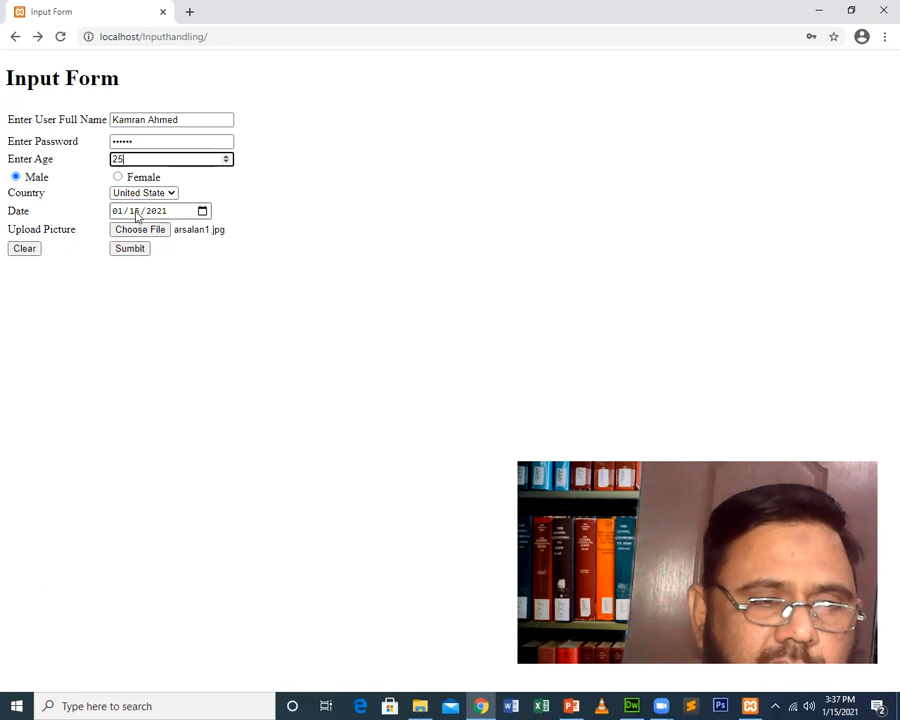 Input Form
localhost/Inputhandling/
Input Form
Enter User Full Name Kamran Ahmed
Enter Password ••••••
Enter Age 25
Male Female
Country United State
Date 01/15/2021
Upload Picture Choose File arsalan1.jpg
Clear Sumbit
Type here to search
3:37 PM
1/15/2021